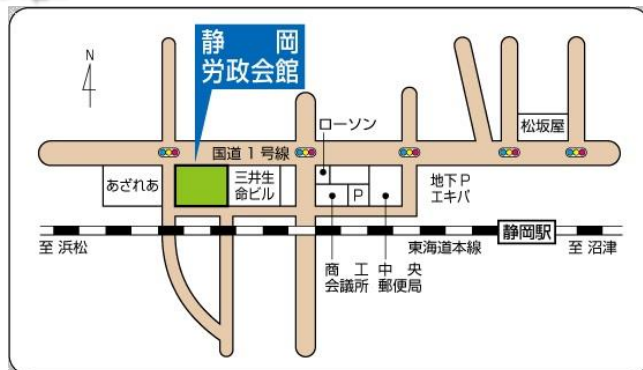 N
静岡
労政会館
ローソン
松坂屋
国道1号線
あざれあ
三井生
命ビル
P
地下P
エキパ
至 浜松
東海道本線
静岡駅
至 沼津
商工
会議所
中央
郵便局